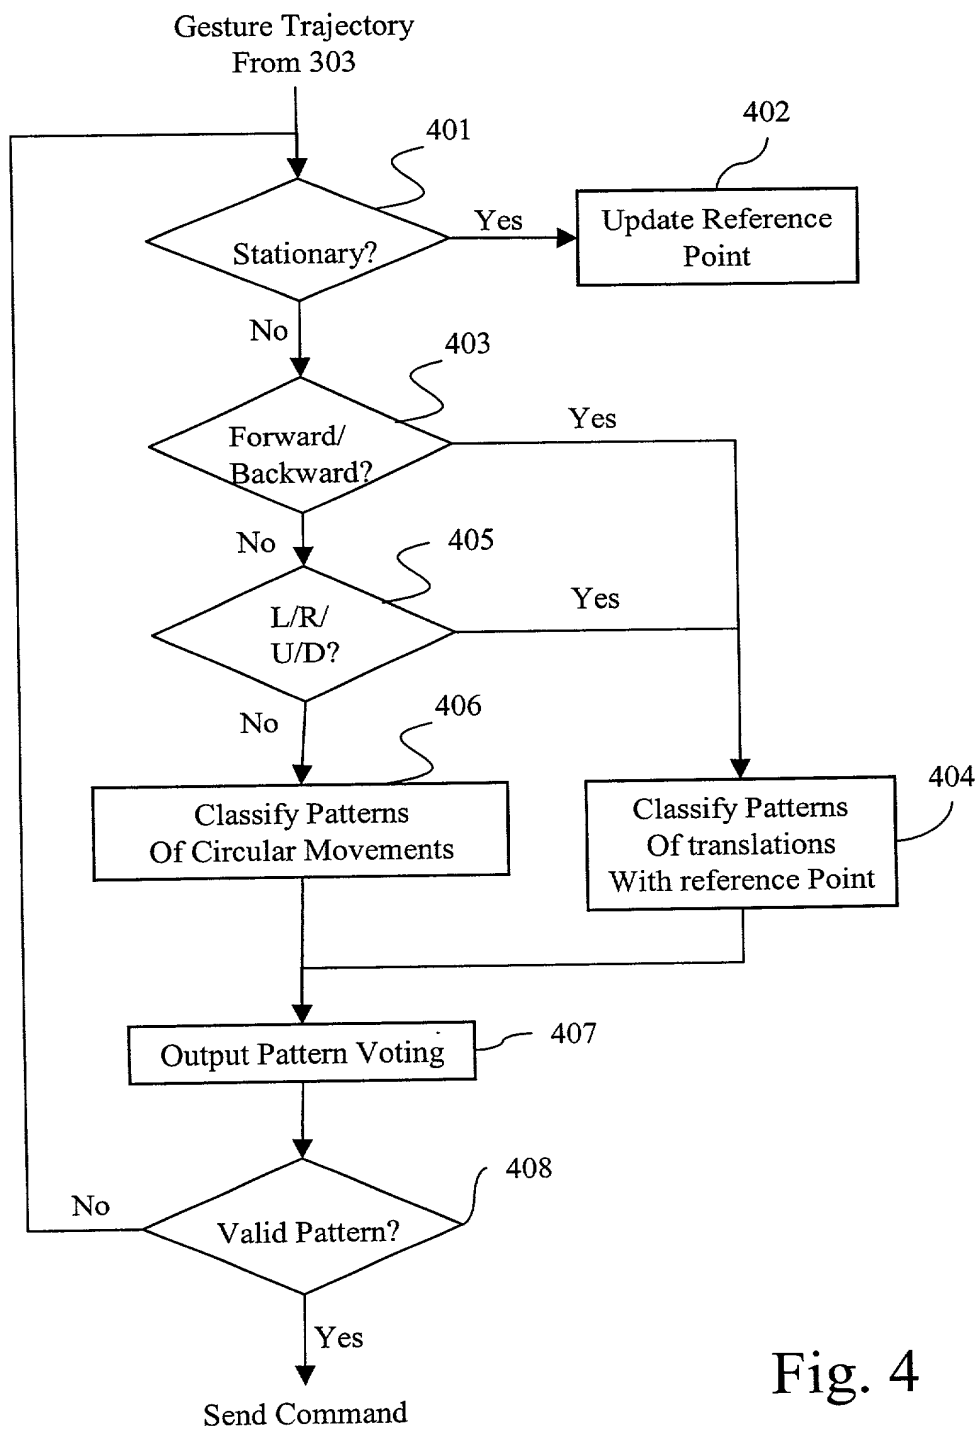 Gesture Trajectory
From 303
401
402
Stationary?
Yes
Update Reference
Point
No
403
Forward/
Backward?
Yes
No
405
L/R/
U/D?
Yes
No
406
Classify Patterns
Of Circular Movements
404
Classify Patterns
Of translations
With reference Point
Output Pattern Voting
407
408
Valid Pattern?
No
Yes
Send Command
Fig. 4